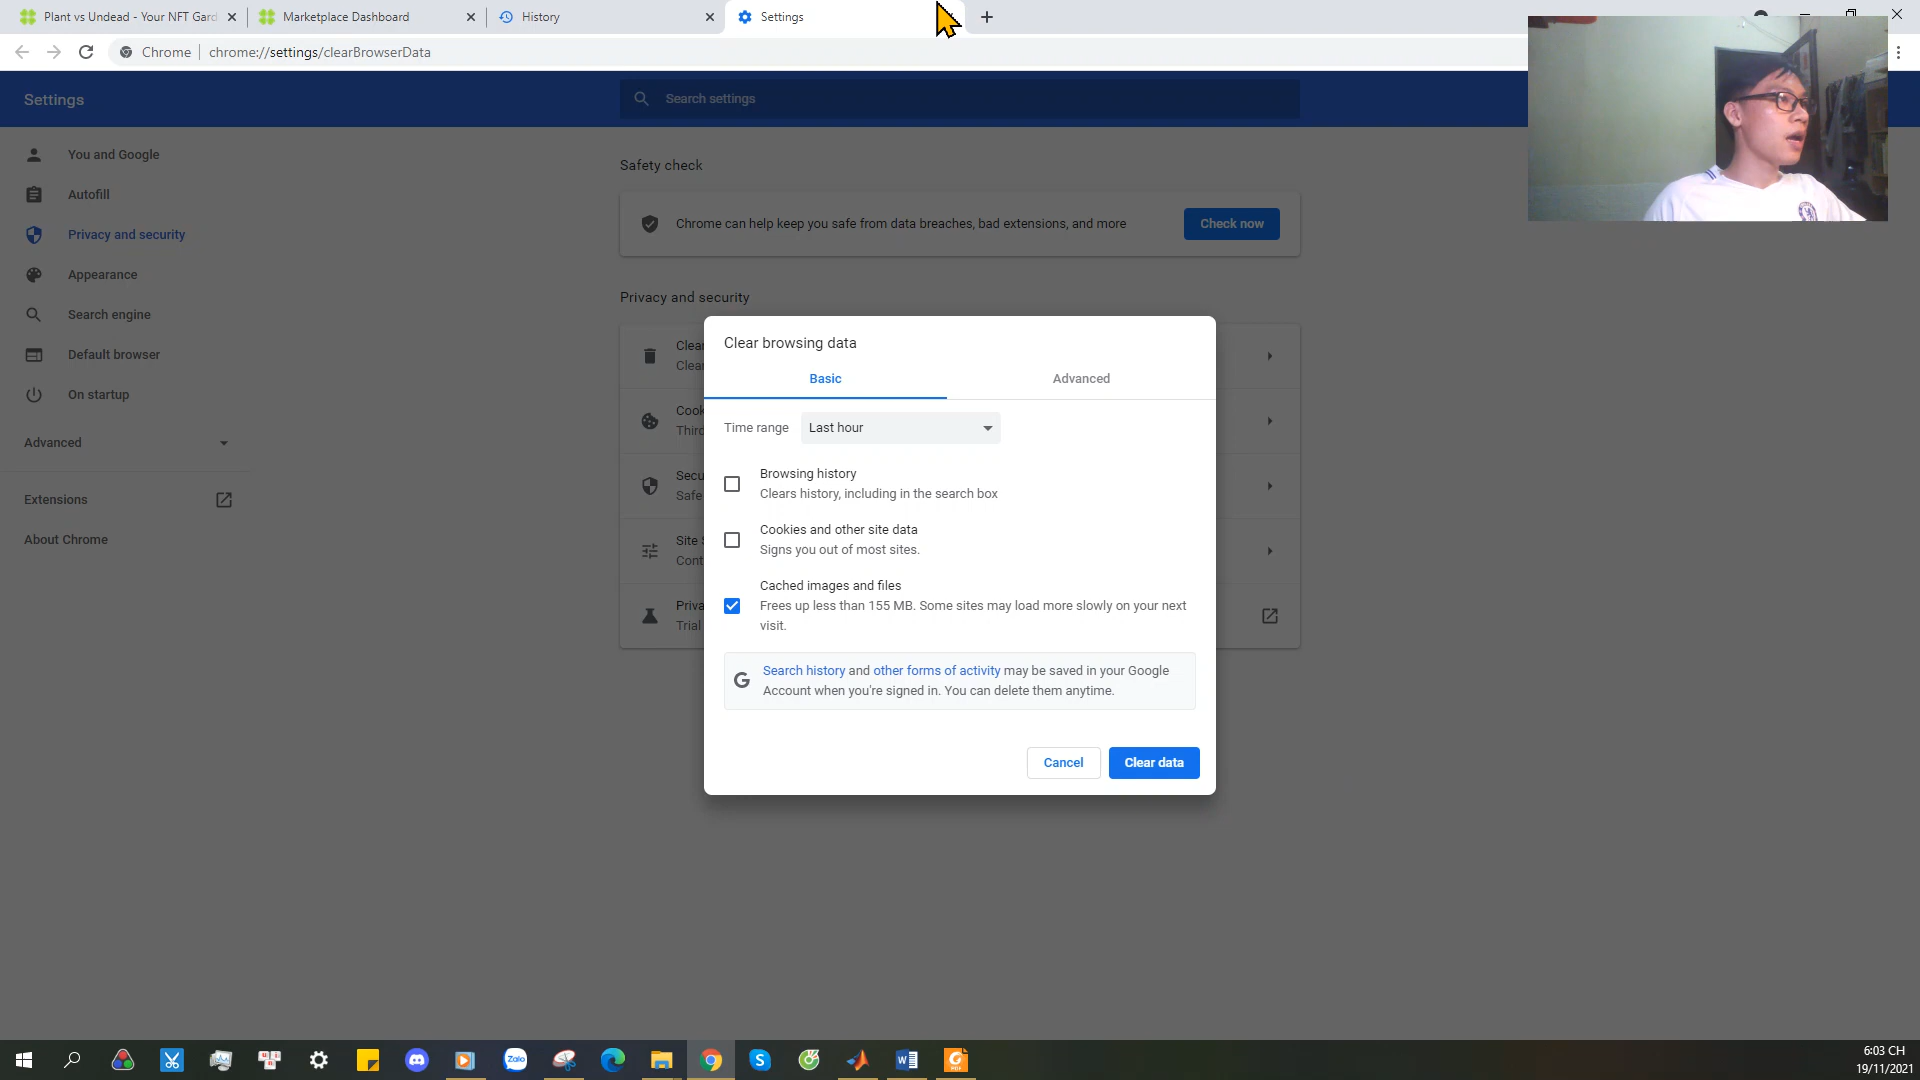 Plant vs Undead - Your NFT Gard
Marketplace Dashboard
History
Settings
Chrome
chrome://settings/clearBrowserData
Settings
Search settings
You and Google
Autofill
Privacy and security
Appearance
Search engine
Default browser
On startup
Advanced
Extensions
About Chrome
Safety check
Chrome can help keep you safe from data breaches, bad extensions, and more
Check now
Privacy and security
Clear
Clear
Cook
Third
Secu
Safe
Site S
Cont
Priva
Trial
Clear browsing data
Basic
Advanced
Time range
Last hour
Browsing history
Clears history, including in the search box
Cookies and other site data
Signs you out of most sites.
Cached images and files
Frees up less than 155 MB. Some sites may load more slowly on your next
visit.
Search history and other forms of activity may be saved in your Google
Account when you're signed in. You can delete them anytime.
Cancel
Clear data
Zalo
6:03 CH
19/11/2021